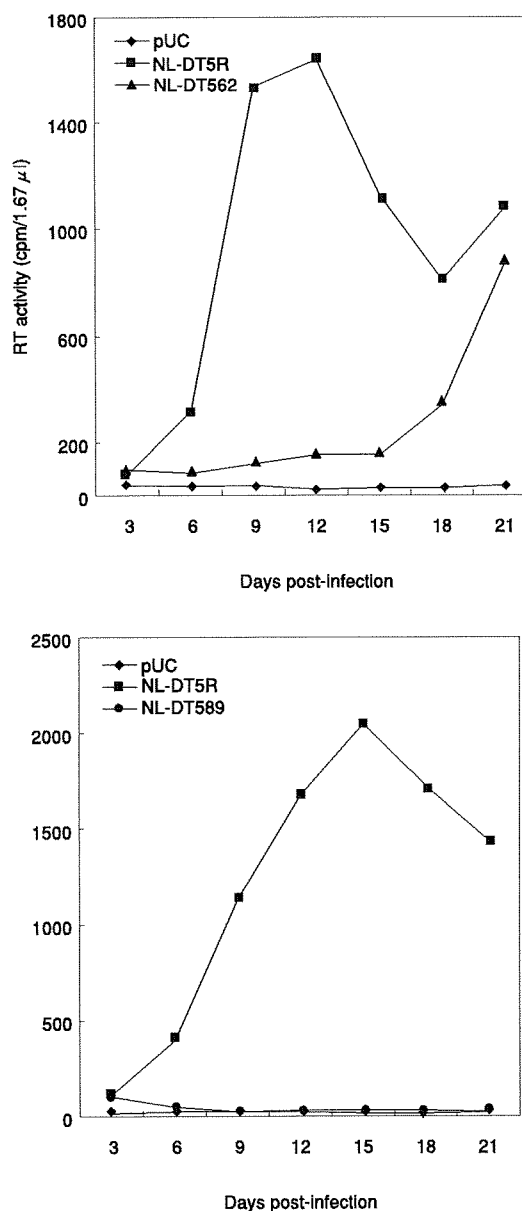 1800
1400
1000
600
200
0
RT activity (cpm/1.67 μl)
pUC
NL-DT5R
NL-DT562
3 6 9 12 15 18 21
Days post-infection
2500
2000
1500
1000
500
0
pUC
NL-DT5R
NL-DT589
3 6 9 12 15 18 21
Days post-infection